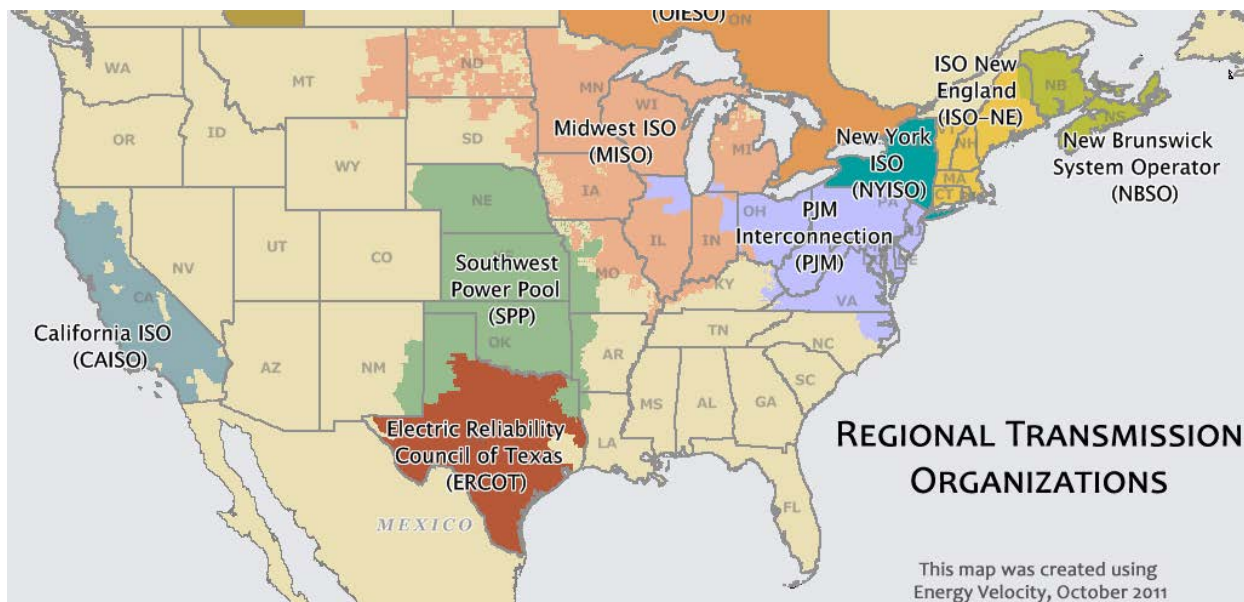 (OIESO)
ON
WA
MT
ND
MN
OR
ID
WY
SD
WI
MI
Midwest ISO
(MISO)
ISO New
England
(ISO-NE)
NB
NS
NH
MA
CT
New York
ISO
(NYISO)
New Brunswick
System Operator
(NBSO)
NE
IA
IL
IN
OH
PA
PJM
Interconnection
(PJM)
NV
UT
CO
CA
California ISO
(CAISO)
Southwest
Power Pool
(SPP)
MO
KY
VA
AZ
NM
OK
AR
TN
NC
SC
MS
AL
GA
LA
FL
Electric Reliability
Council of Texas
(ERCOT)
MEXICO
REGIONAL TRANSMISSION
ORGANIZATIONS
This map was created using
Energy Velocity, October 2011